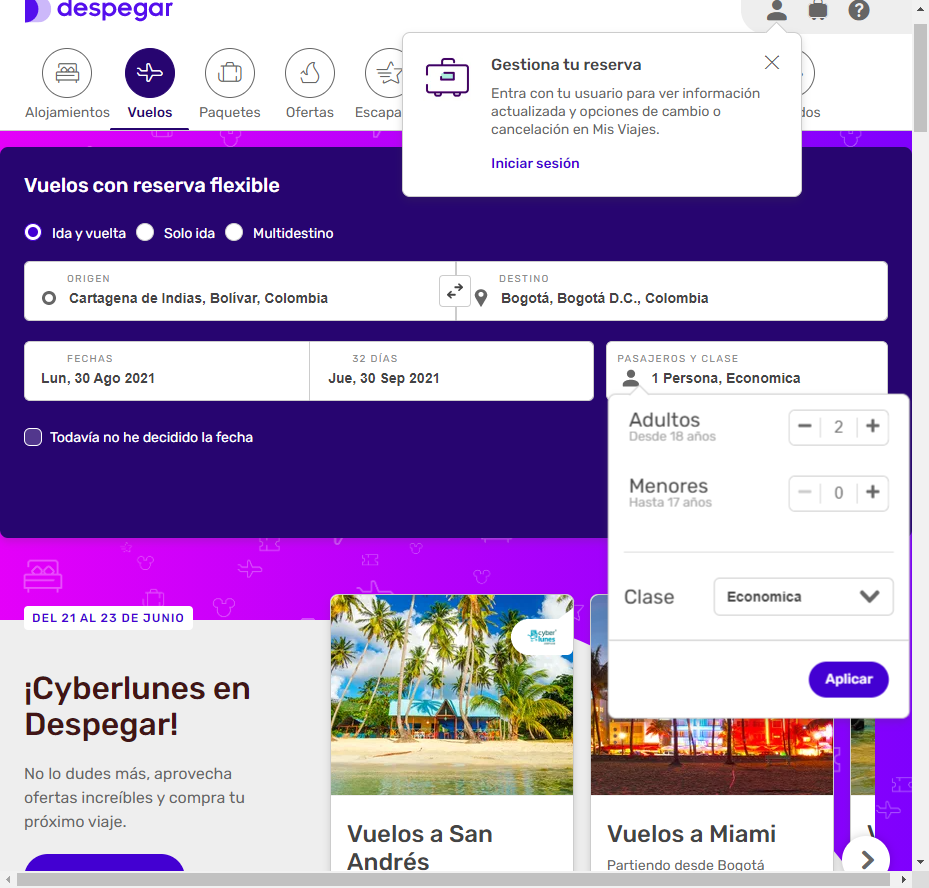 despegar
Gestiona tu reserva
Entra con tu usuario para ver información
actualizada y opciones de cambio o
cancelación en Mis Viajes.
Iniciar sesión
Alojamientos
Vuelos
Paquetes
Ofertas
Escapa
dos
Vuelos con reserva flexible
Ida y vuelta
Solo ida
Multidestino
ORIGEN
Cartagena de Indias, Bolívar, Colombia
DESTINO
Bogotá, Bogotá D.C., Colombia
FECHAS
Lun, 30 Ago 2021
32 DÍAS
Jue, 30 Sep 2021
PASAJEROS Y CLASE
1 Persona, Economica
Todavía no he decidido la fecha
Adultos
Desde 18 años
2
Menores
Hasta 17 años
0
Clase
Economica
Aplicar
DEL 21 AL 23 DE JUNIO
¡Cyberlunes en
Despegar!
No lo dudes más, aprovecha
ofertas increíbles y compra tu
próximo viaje.
cyber
lunes
Vuelos a San
Andrés
Vuelos a Miami
Partiendo desde Bogotá